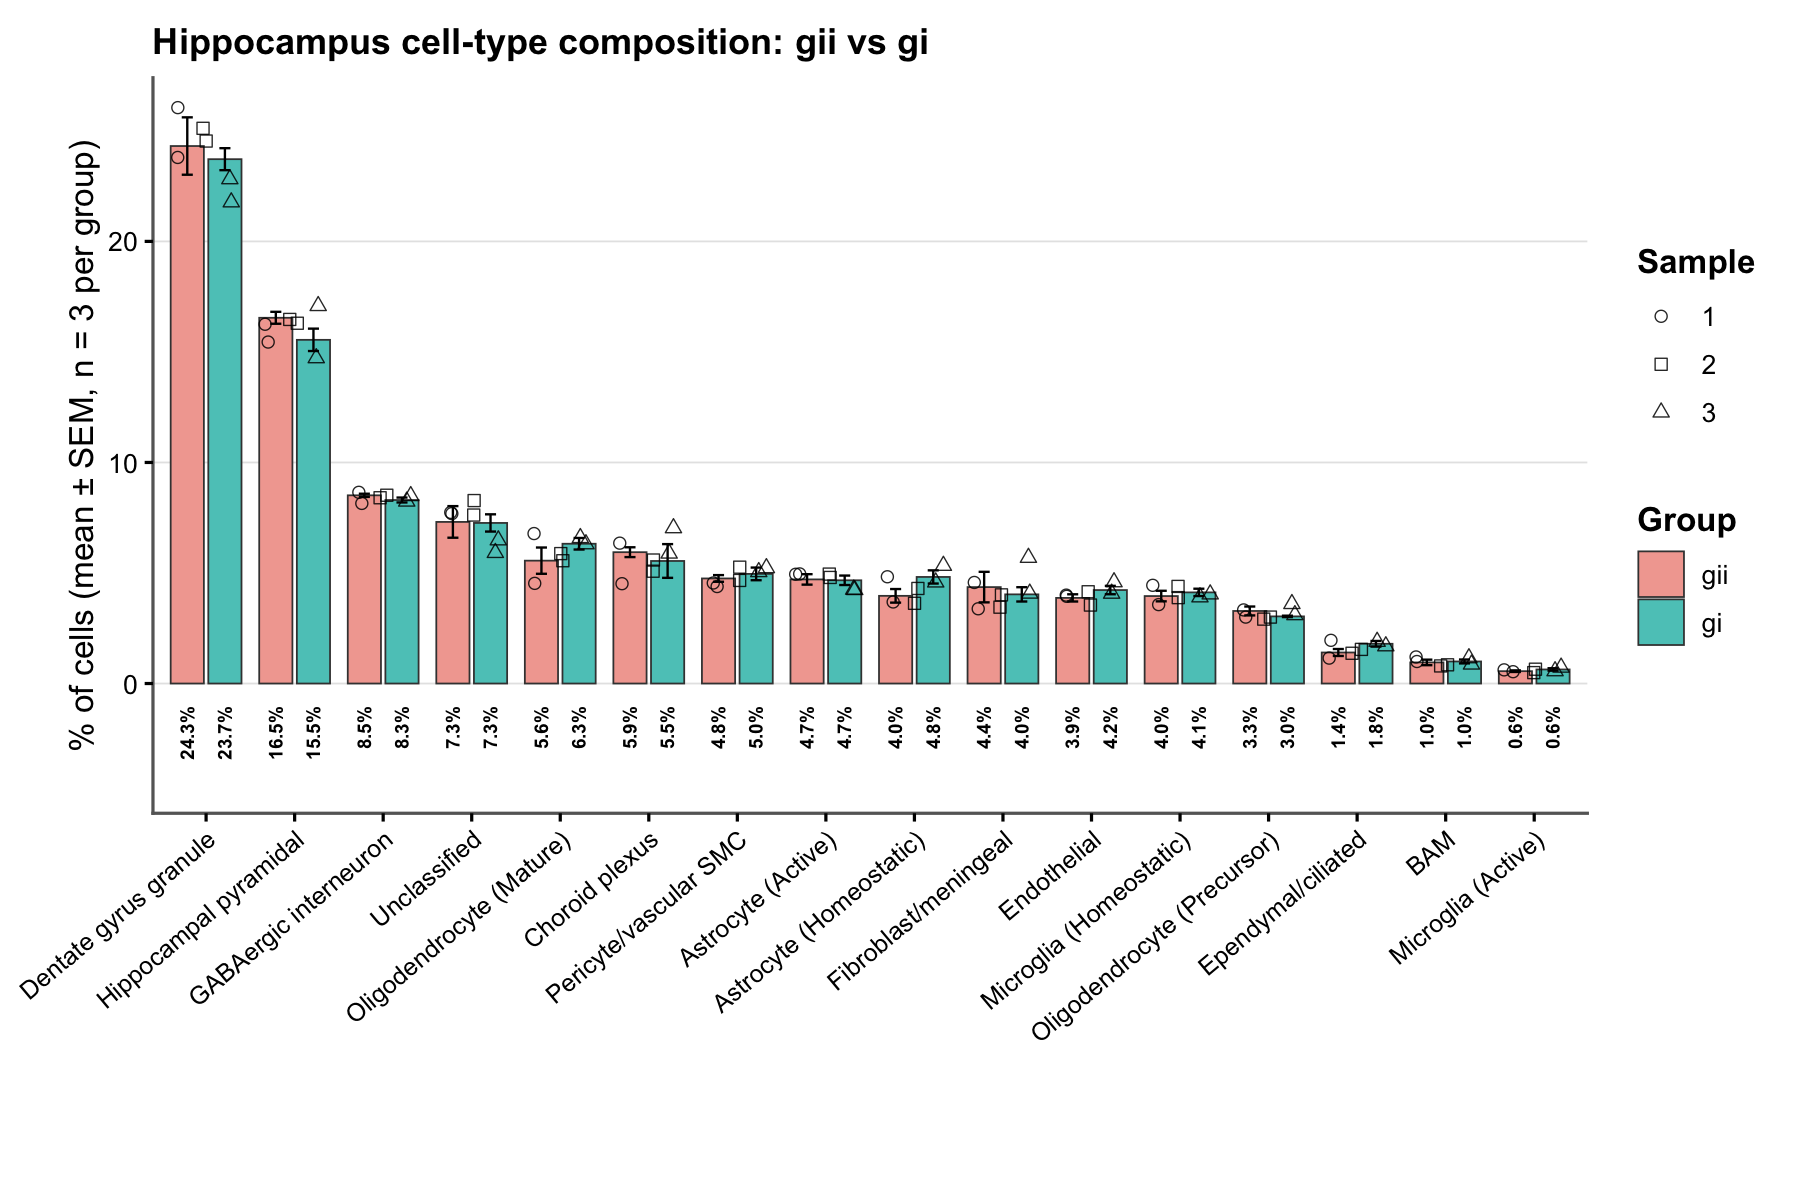 Hippocampus cell-type composition: gii vs gi
% of cells (mean ± SEM, n = 3 per group)
20
10
0
24.3%
23.7%
16.5%
15.5%
8.5%
8.3%
7.3%
7.3%
5.6%
6.3%
5.9%
5.5%
4.8%
5.0%
4.7%
4.7%
4.0%
4.8%
4.4%
4.0%
3.9%
4.2%
4.0%
4.1%
3.3%
3.0%
1.4%
1.8%
1.0%
1.0%
0.6%
0.6%
Dentate gyrus granule
Hippocampal pyramidal
GABAergic interneuron
Unclassified
Oligodendrocyte (Mature)
Choroid plexus
Pericyte/vascular SMC
Astrocyte (Active)
Astrocyte (Homeostatic)
Fibroblast/meningeal
Endothelial
Microglia (Homeostatic)
Oligodendrocyte (Precursor)
Ependymal/ciliated
BAM
Microglia (Active)
Sample
1
2
3
Group
gii
gi